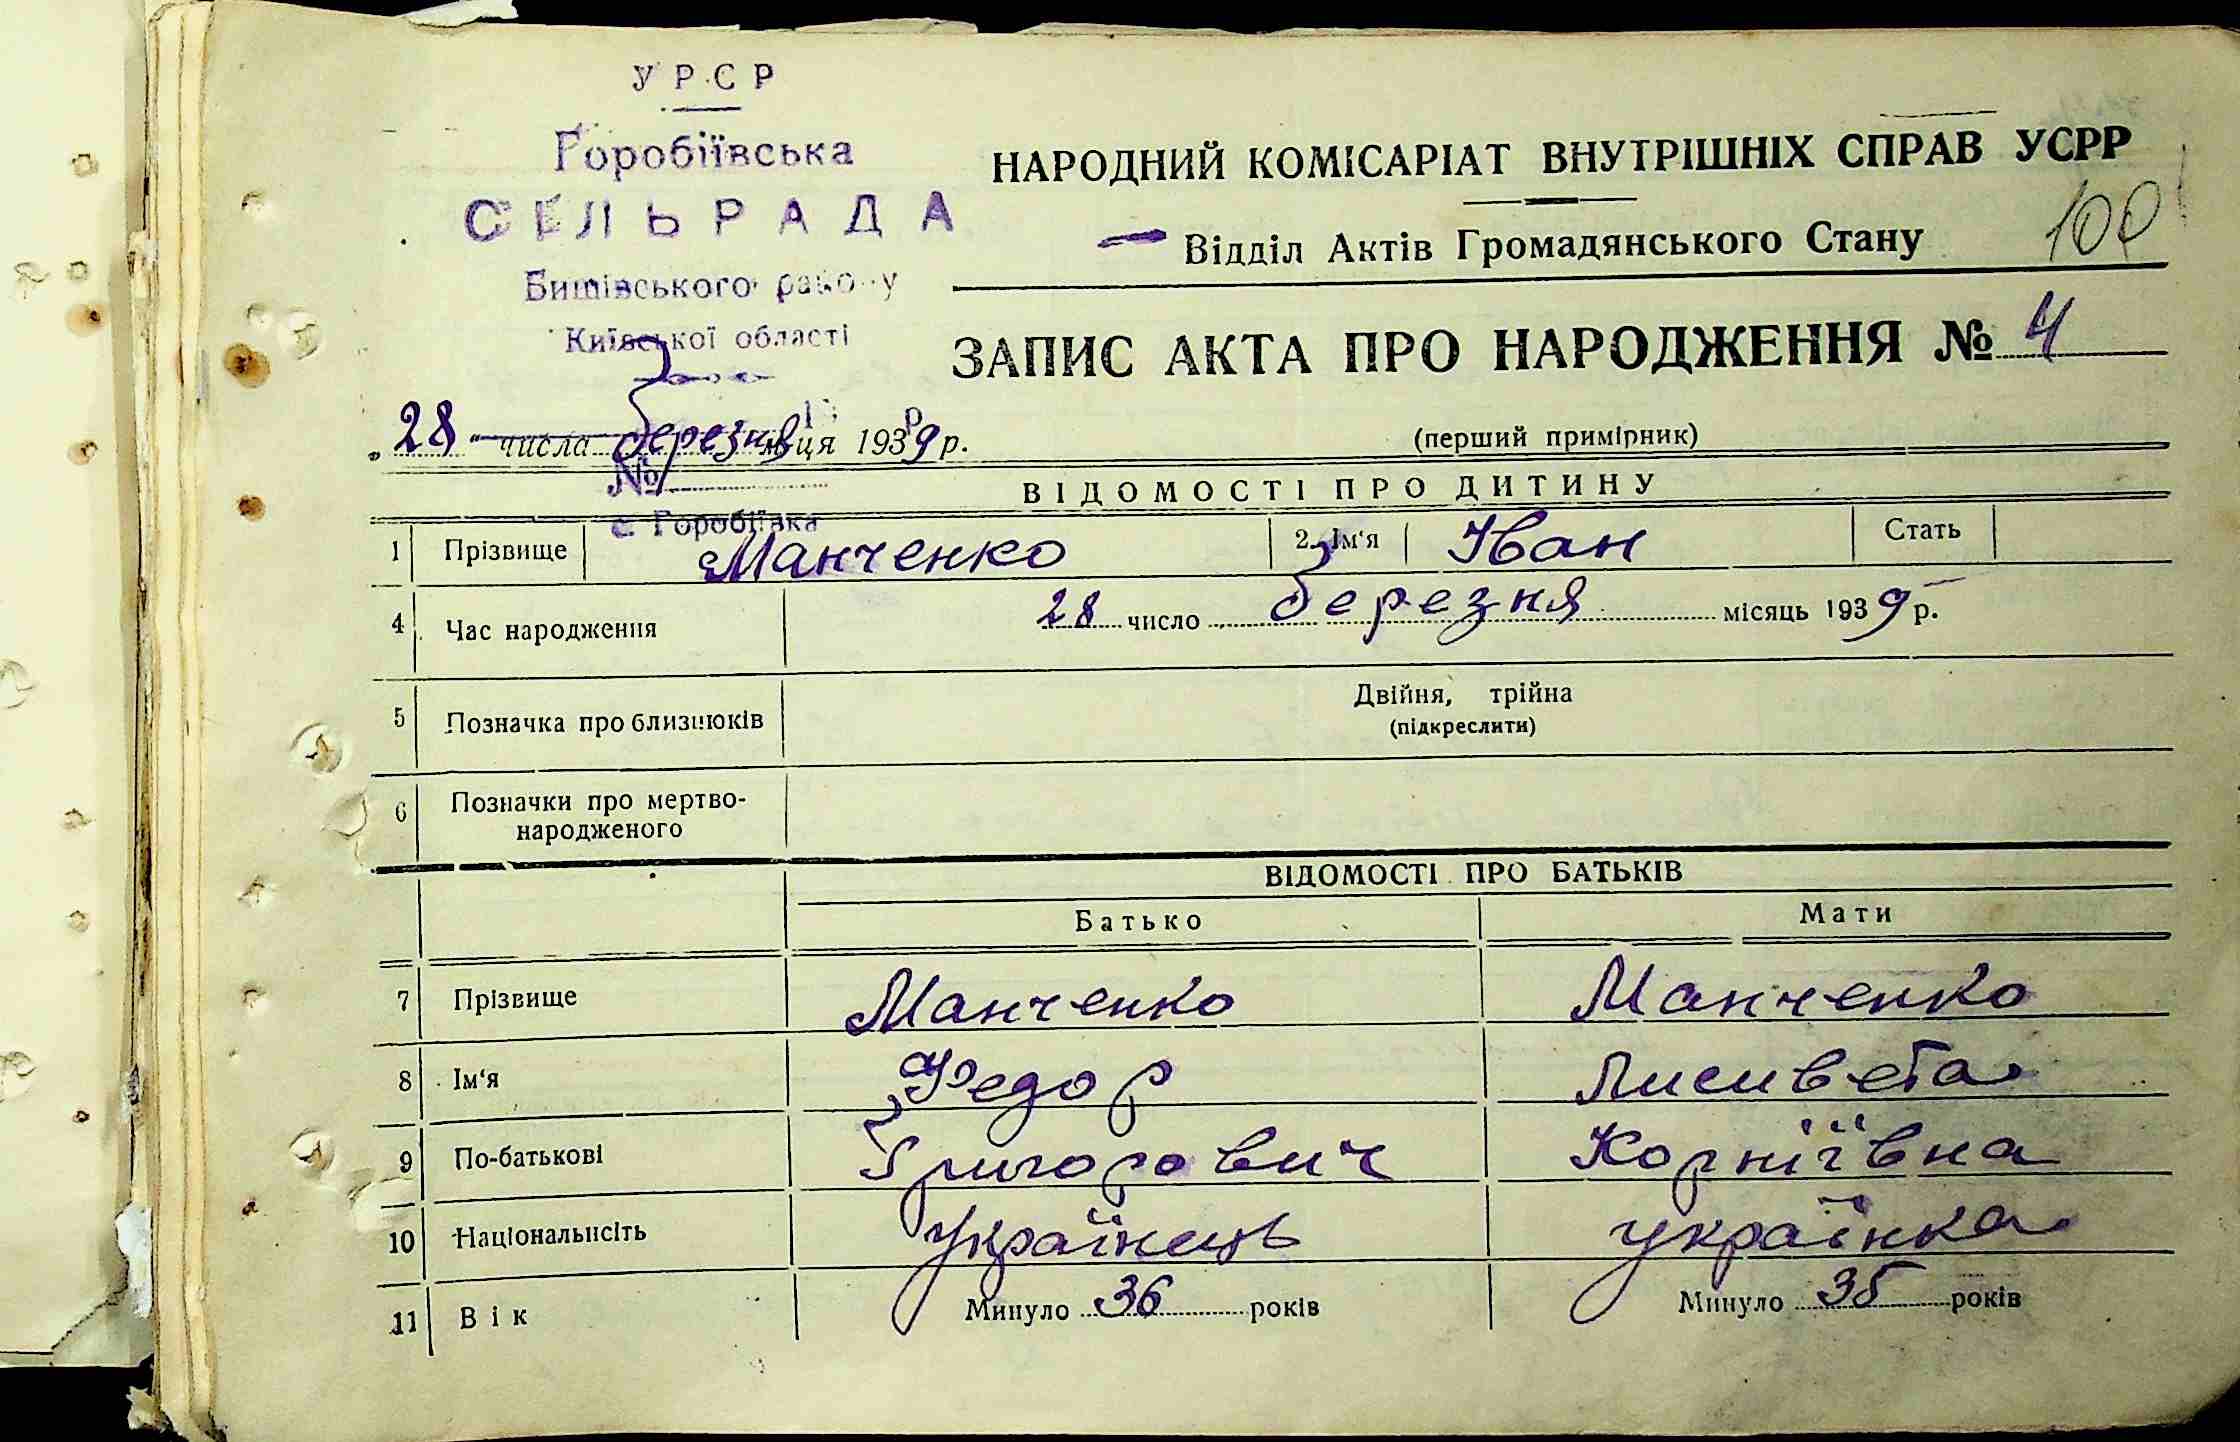 УРСР
Горобіївська
СЕЛЬРАДА
Бишівського району
Київської області
НАРОДНИЙ КОМІСАРІАТ ВНУТРІШНІХ СПРАВ УСРР
Відділ Актів Громадянського Стану
100
ЗАПИС АКТА ПРО НАРОДЖЕННЯ № 4
„28" числа березня м-ця 1939 р.
(перший примірник)
№
с. Горобіївка
ВІДОМОСТІ ПРО ДИТИНУ
1 Прізвище Манченко 2. Ім'я Іван Стать
4 Час народження 28 число березня місяць 1939 р.
5 Позначка про близнюків Двійня, трійна
(підкреслити)
6 Позначки про мертво-
народженого
ВІДОМОСТІ ПРО БАТЬКІВ
Батько Мати
7 Прізвище Манченко Манченко
8 Ім'я Федор Лисивета
9 По-батькові Григорович Корніївна
10 Національність Українець українка
11 Вік Минуло 36 років Минуло 35 років